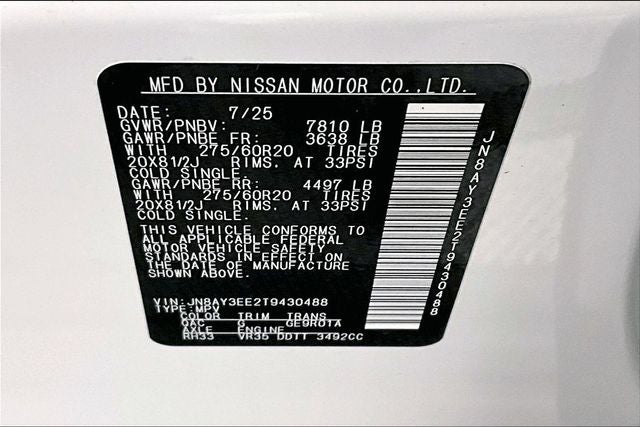 MFD BY NISSAN MOTOR CO.,LTD.
DATE: 7/25
GVWR/PNBV: 7810 LB
GAWR/PNBE FR: 3638 LB
WITH 275/60R20 TIRES
20X81/2J RIMS. AT 33PSI
COLD SINGLE.
GAWR/PNBE RR: 4497 LB
WITH 275/60R20 TIRES
20X81/2J RIMS. AT 33PSI
COLD SINGLE.
THIS VEHICLE CONFORMS TO
ALL APPLICABLE FEDERAL
MOTOR VEHICLE SAFETY
STANDARDS IN EFFECT ON
THE DATE OF MANUFACTURE
SHOWN ABOVE.
VIN:JN8AY3EE2T9430488
TYPE:MPV
COLOR TRIM TRANS
QAC G GE9R01A
AXLE ENGINE
RH33 VR35 DDTT 3492CC
JN8AY3EE2T9430488